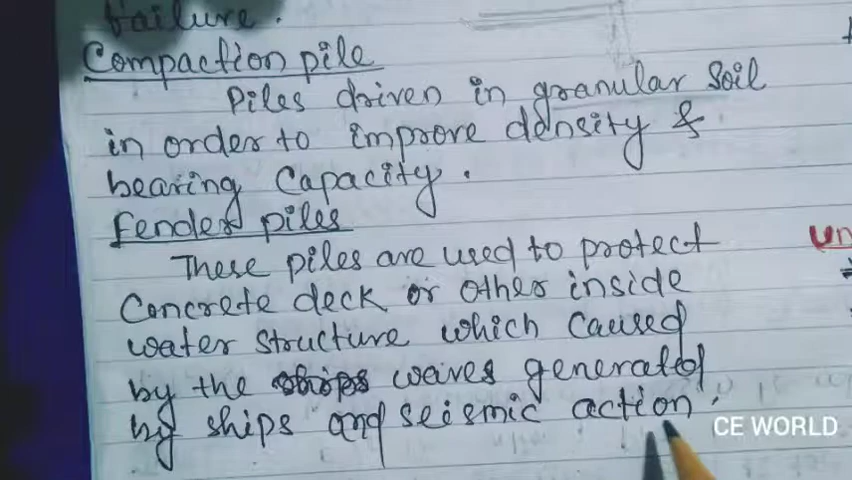 failure.
Compaction pile
Piles driven in granular soil
in order to improve density &
bearing capacity.
Fender piles
These piles are used to protect
Concrete deck or other inside
water structure which caused
by the ships waves generated
by ships and seismic action.
un
CE WORLD